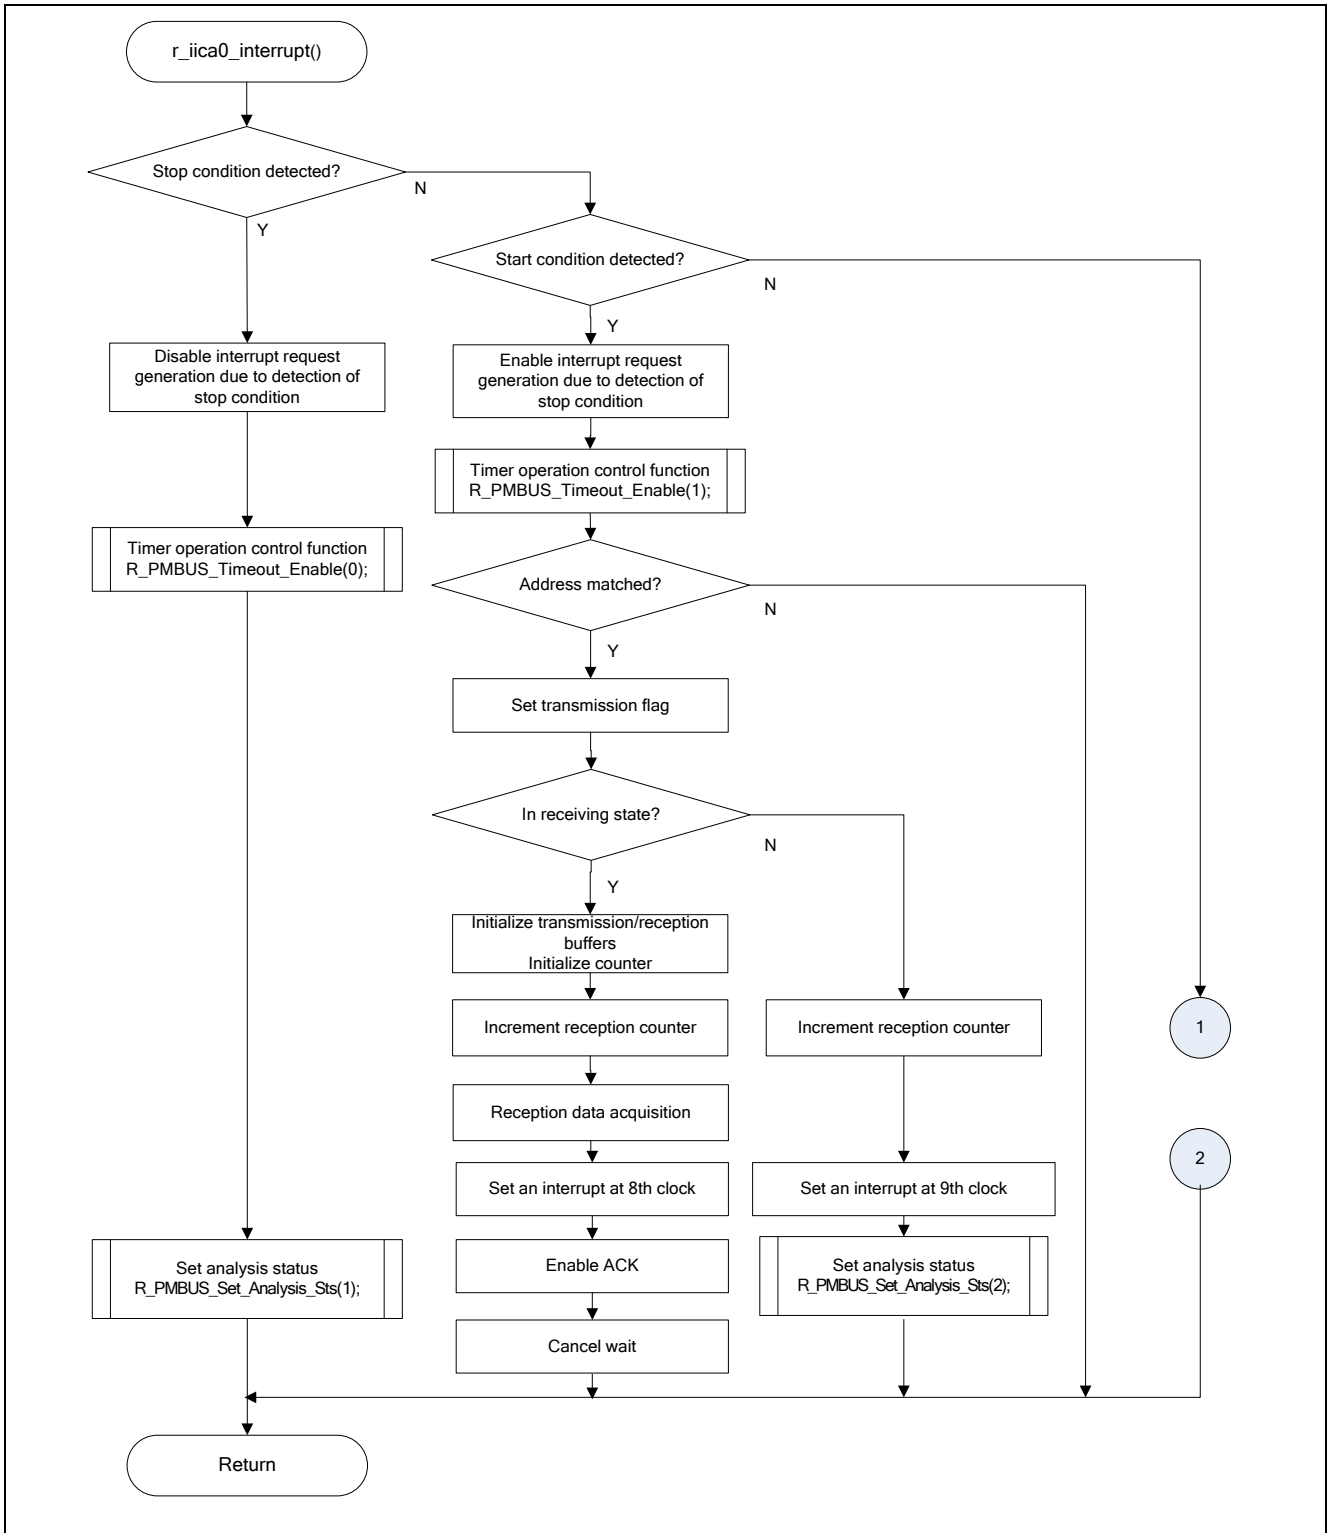 r_iica0_interrupt()
Stop condition detected?
N
Y
Start condition detected?
N
Y
Disable interrupt request
generation due to detection of
stop condition
Enable interrupt request
generation due to detection of
stop condition
Timer operation control function
R_PMBUS_Timeout_Enable(1);
Timer operation control function
R_PMBUS_Timeout_Enable(0);
Address matched?
N
Y
Set transmission flag
In receiving state?
N
Y
Initialize transmission/reception
buffers
Initialize counter
Increment reception counter
Increment reception counter
1
Reception data acquisition
2
Set an interrupt at 8th clock
Set an interrupt at 9th clock
Set analysis status
R_PMBUS_Set_Analysis_Sts(1);
Enable ACK
Set analysis status
R_PMBUS_Set_Analysis_Sts(2);
Cancel wait
Return